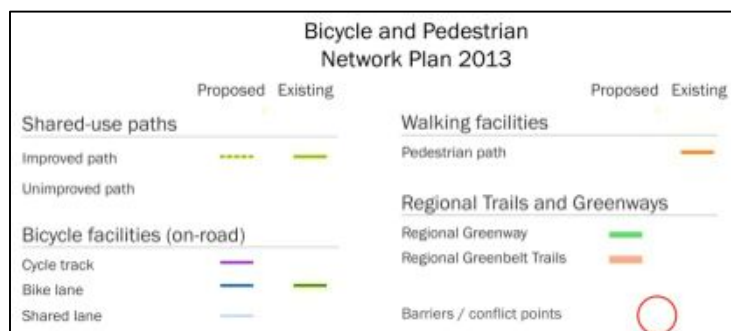 Bicycle and Pedestrian
Network Plan 2013
Proposed Existing
Shared-use paths
Improved path
Unimproved path
Bicycle facilities (on-road)
Cycle track
Bike lane
Shared lane
Proposed Existing
Walking facilities
Pedestrian path
Regional Trails and Greenways
Regional Greenway
Regional Greenbelt Trails
Barriers / conflict points